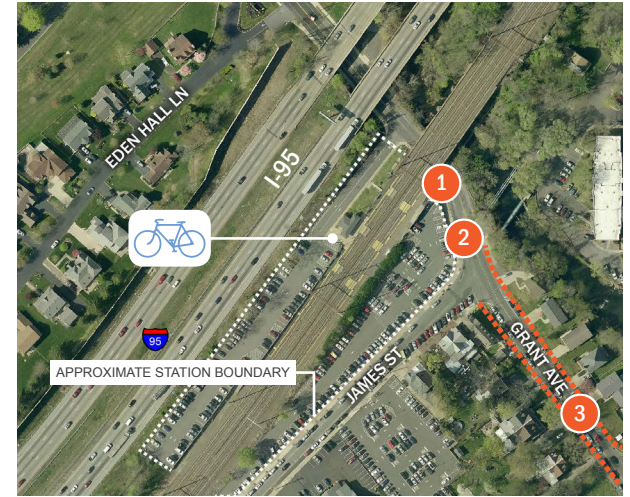 EDEN HALL LN
I-95
1
2
95
GRANT AVE
APPROXIMATE STATION BOUNDARY
JAMES ST
3